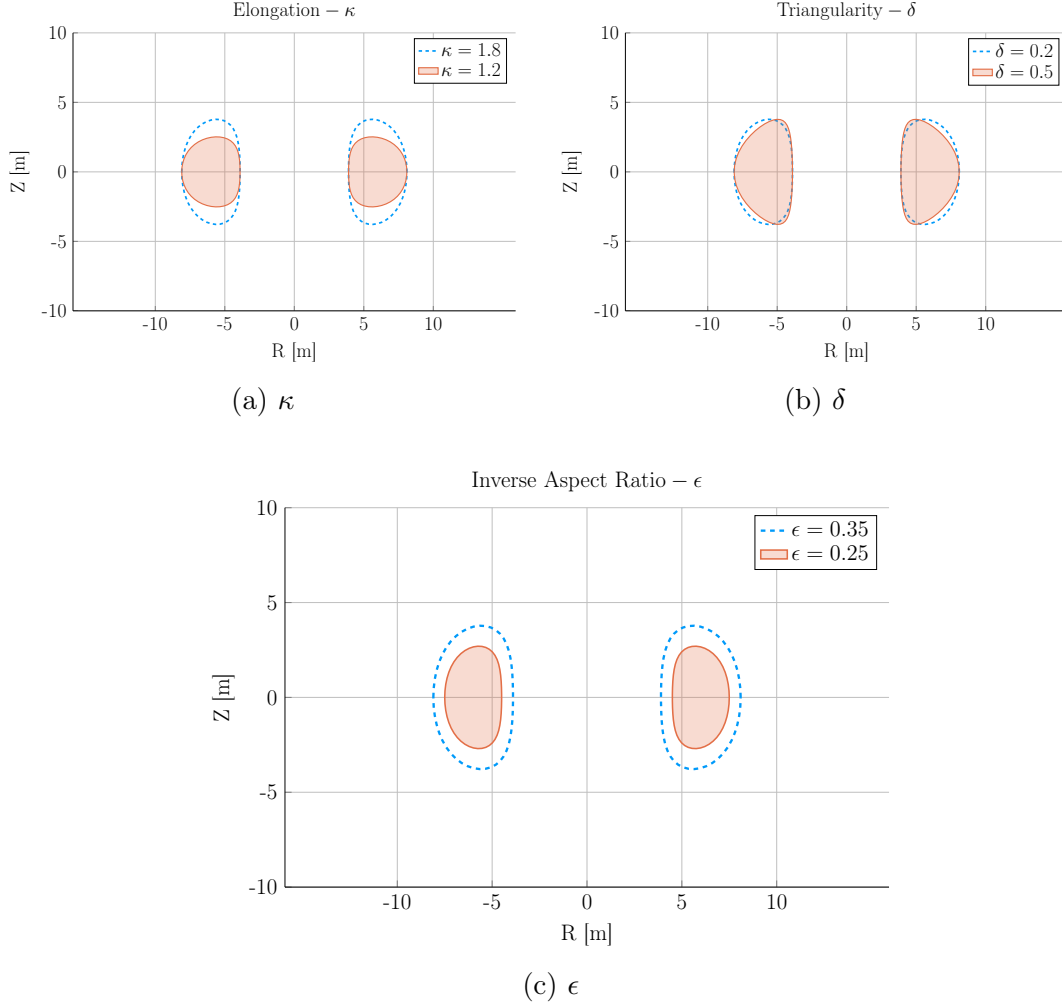 Elongation – κ
κ = 1.8
κ = 1.2
10
5
0
-5
-10
Z [m]
-10 -5 0 5 10
R [m]
(a) κ
Triangularity – δ
δ = 0.2
δ = 0.5
10
5
0
-5
-10
Z [m]
-10 -5 0 5 10
R [m]
(b) δ
Inverse Aspect Ratio – ϵ
ϵ = 0.35
ϵ = 0.25
10
5
0
-5
-10
Z [m]
-10 -5 0 5 10
R [m]
(c) ϵ